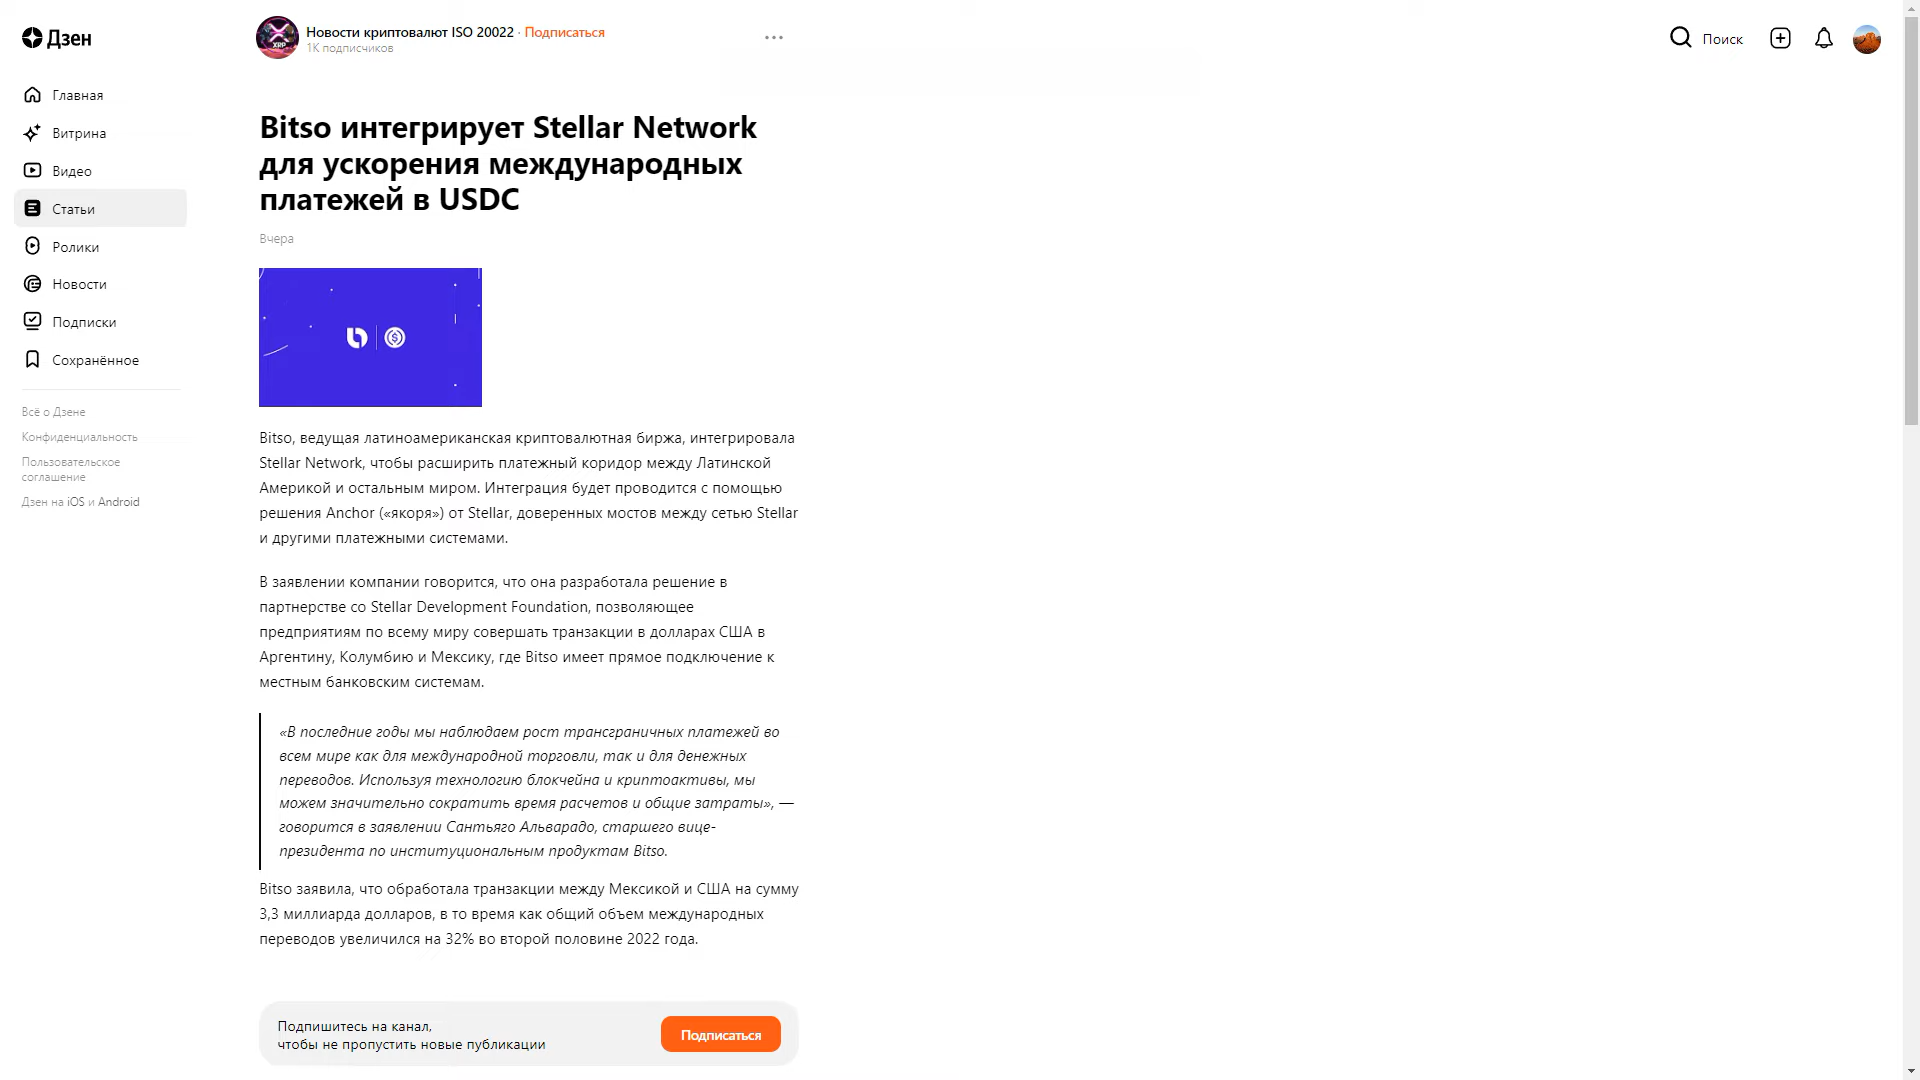 Дзен
Новости криптовалют ISO 20022 · Подписаться
1K подписчиков
Поиск
Главная
Витрина
Видео
Статьи
Ролики
Новости
Подписки
Сохранённое
Всё о Дзене
Конфиденциальность
Пользовательское
соглашение
Дзен на iOS и Android
Bitso интегрирует Stellar Network
для ускорения международных
платежей в USDC
Вчера
Bitso, ведущая латиноамериканская криптовалютная биржа, интегрировала
Stellar Network, чтобы расширить платежный коридор между Латинской
Америкой и остальным миром. Интеграция будет проводится с помощью
решения Anchor («якоря») от Stellar, доверенных мостов между сетью Stellar
и другими платежными системами.
В заявлении компании говорится, что она разработала решение в
партнерстве со Stellar Development Foundation, позволяющее
предприятиям по всему миру совершать транзакции в долларах США в
Аргентину, Колумбию и Мексику, где Bitso имеет прямое подключение к
местным банковским системам.
«В последние годы мы наблюдаем рост трансграничных платежей во
всем мире как для международной торговли, так и для денежных
переводов. Используя технологию блокчейна и криптоактивы, мы
можем значительно сократить время расчетов и общие затраты», —
говорится в заявлении Сантьяго Альварадо, старшего вице-
президента по институциональным продуктам Bitso.
Bitso заявила, что обработала транзакции между Мексикой и США на сумму
3,3 миллиарда долларов, в то время как общий объем международных
переводов увеличился на 32% во второй половине 2022 года.
Подпишитесь на канал,
чтобы не пропустить новые публикации
Подписаться
XRP